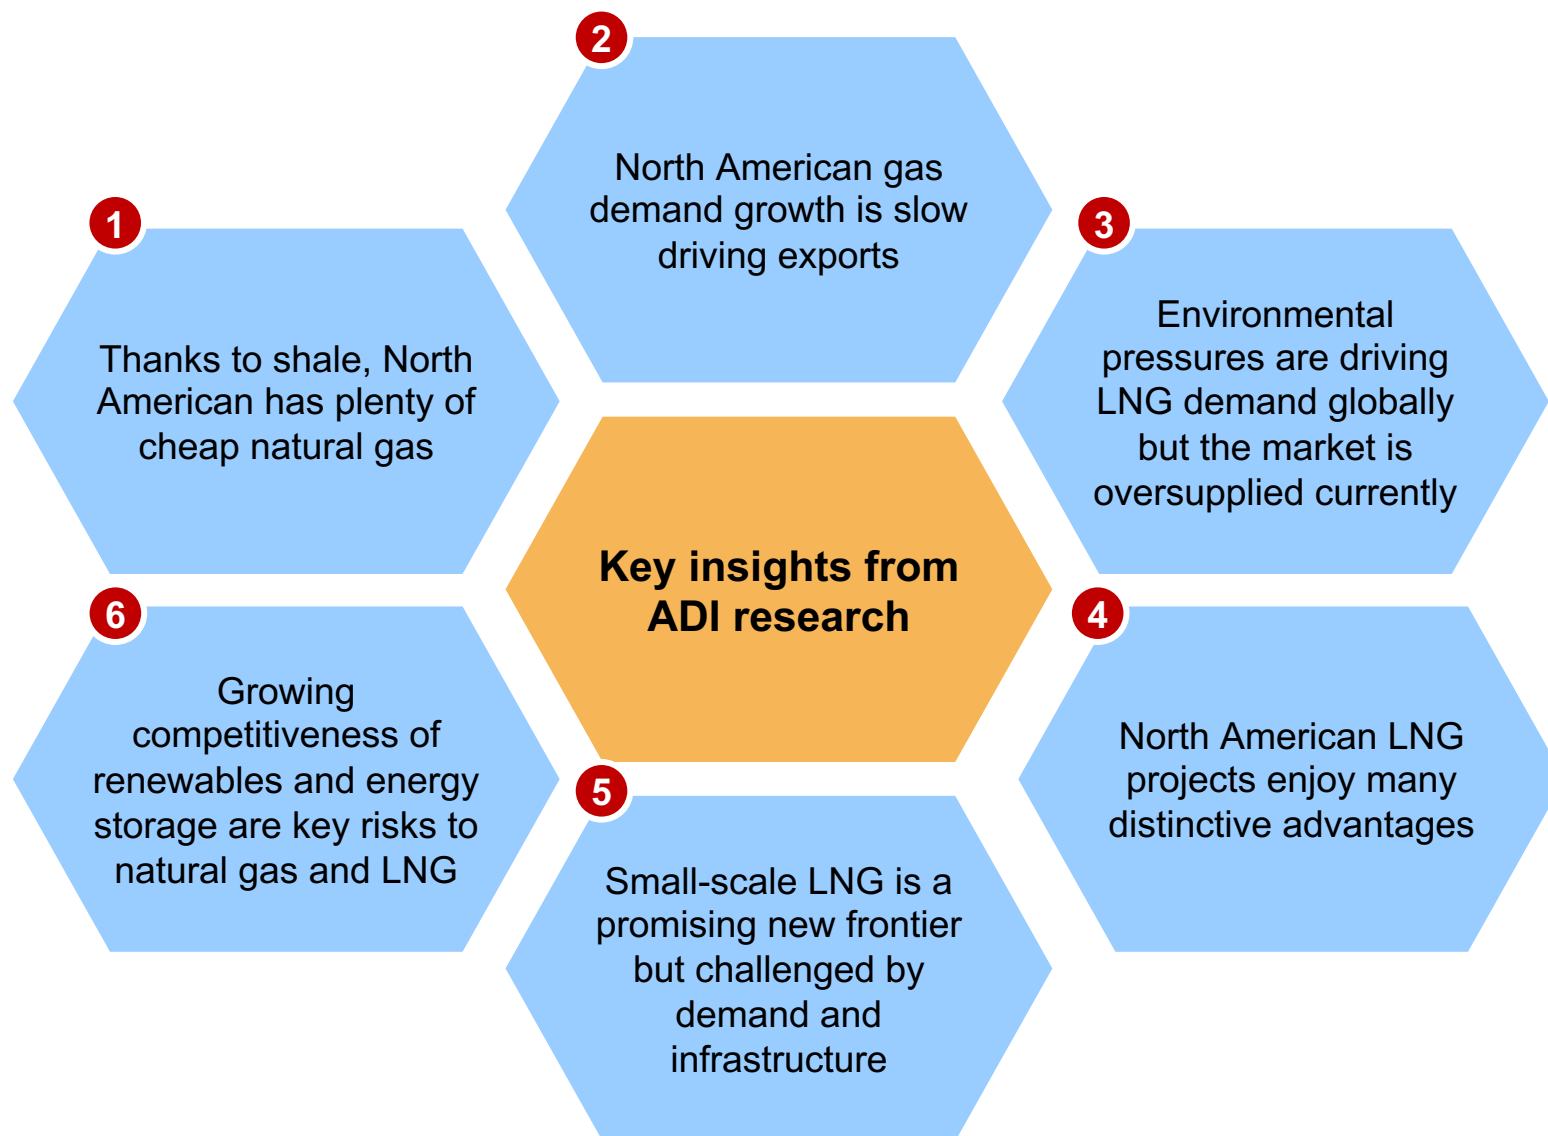 1
Thanks to shale, North
American has plenty of
cheap natural gas
2
North American gas
demand growth is slow
driving exports
3
Environmental
pressures are driving
LNG demand globally
but the market is
oversupplied currently
Key insights from
ADI research
4
North American LNG
projects enjoy many
distinctive advantages
5
Small-scale LNG is a
promising new frontier
but challenged by
demand and
infrastructure
6
Growing
competitiveness of
renewables and energy
storage are key risks to
natural gas and LNG